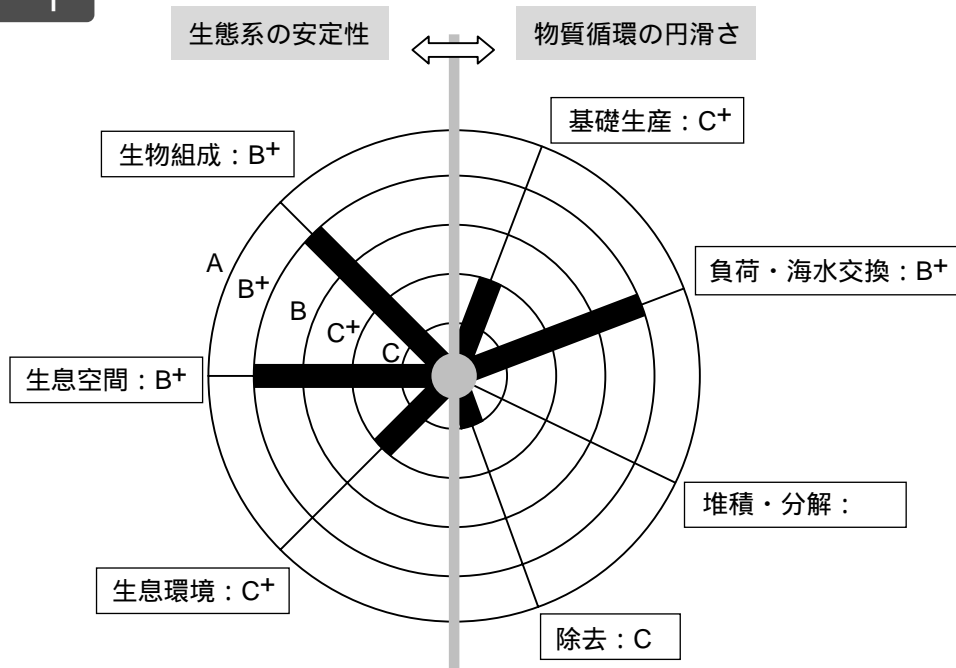 生態系の安定性
物質循環の円滑さ
基礎生産：C+
生物組成：B+
負荷・海水交換：B+
A
B+
B
C+
C
生息空間：B+
堆積・分解：
生息環境：C+
除去：C